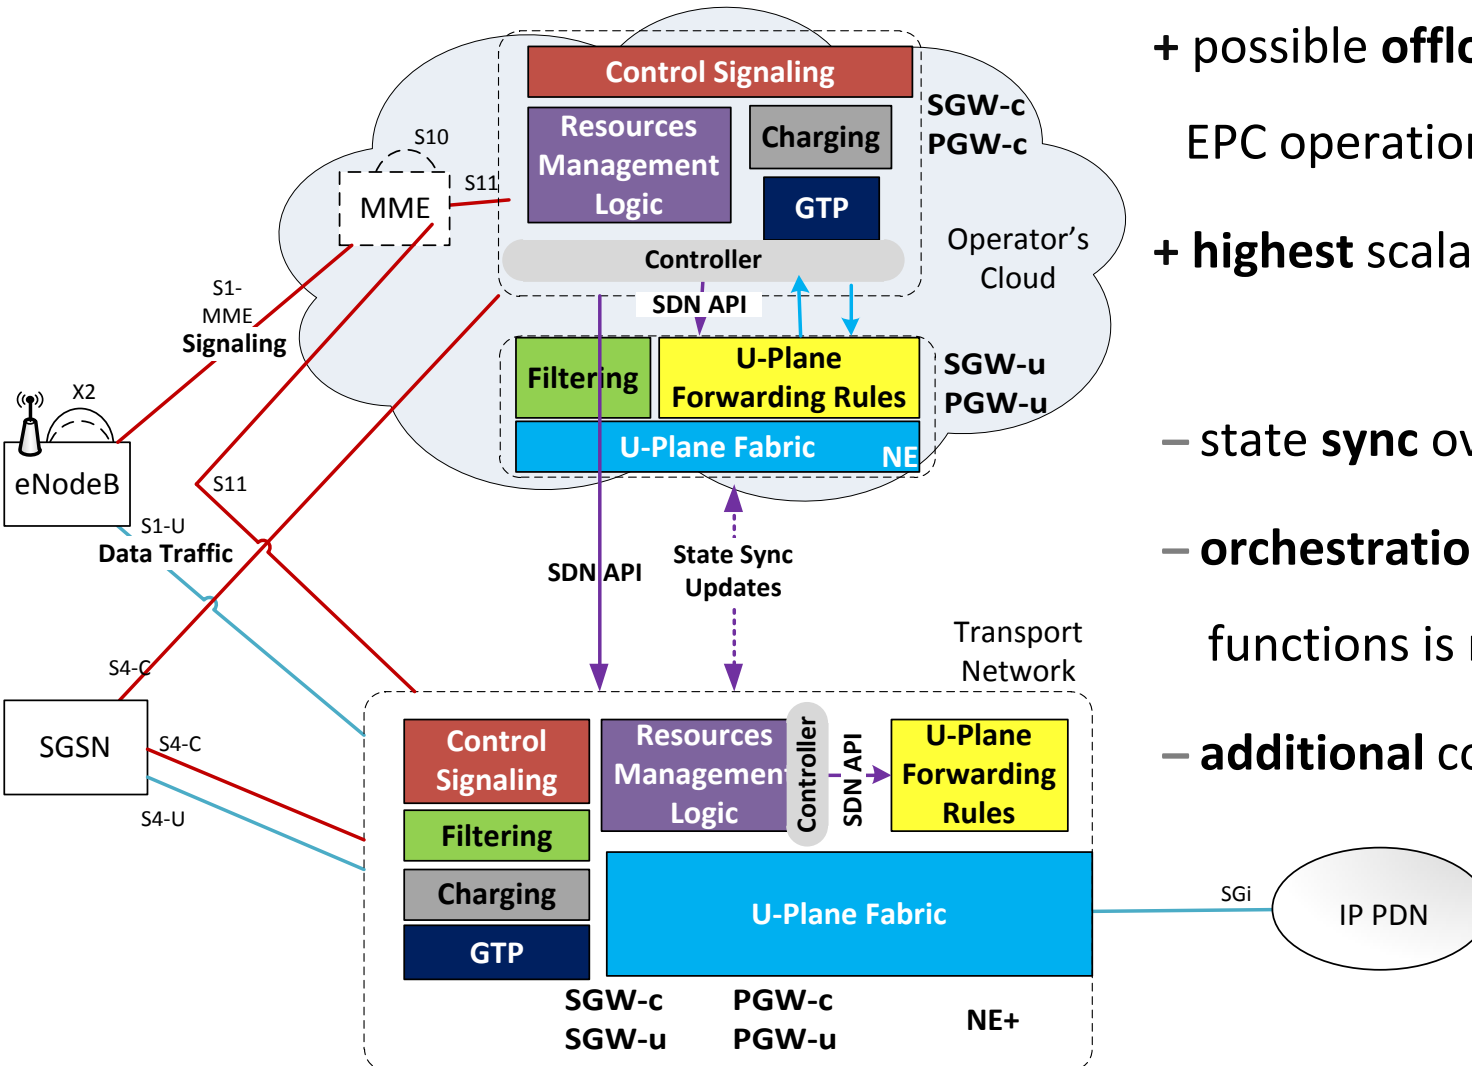 Control Signaling
Resources
Management
Logic
Charging
GTP
SGW-c
PGW-c
Controller
SDN API
Operator's
Cloud
S10
MME
S11
S1-
MME
Signaling
X2
eNodeB
S11
S1-U
Data Traffic
Filtering
U-Plane
Forwarding Rules
U-Plane Fabric
NE
SGW-u
PGW-u
SDN API
State Sync
Updates
Transport
Network
S4-C
SGSN
S4-C
S4-U
Control
Signaling
Filtering
Charging
GTP
Resources
Management
Logic
Controller
SDN API
U-Plane
Forwarding
Rules
U-Plane Fabric
SGW-c
SGW-u
PGW-c
PGW-u
NE+
SGi
IP PDN
+ possible
EPC
+ highest
– state sync
–
functions is
– additional